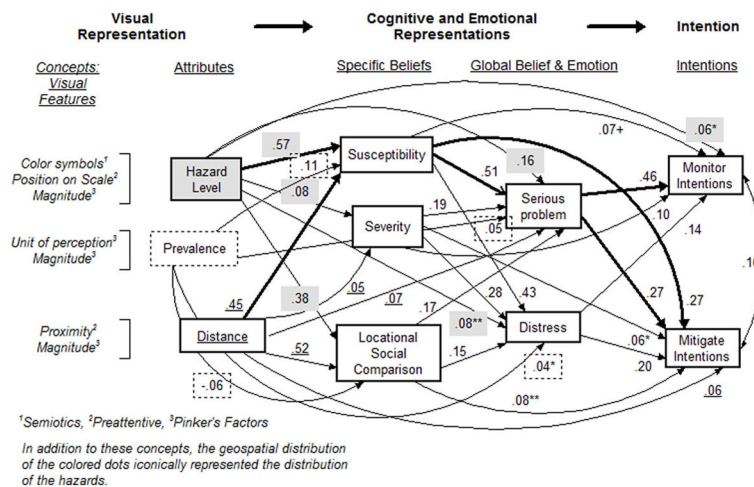 Visual
Representation
Cognitive and Emotional
Representations
Intention
Concepts:
Visual
Features
Attributes
Specific Beliefs
Global Belief & Emotion
Intentions
Color symbols¹
Position on Scale²
Magnitude³
Hazard
Level
.57
.11
.08
Susceptibility
.16
.07+
.06*
Monitor
Intentions
.51
.46
Severity
.19
Serious
problem
.05
.10
.14
Unit of perception³
Magnitude³
Prevalence
.45
.38
.05
.07
.17
.28
.43
.08**
.27
.27
Proximity²
Magnitude³
Distance
.52
Locational
Social
Comparison
.15
Distress
.04*
.06*
.20
Mitigate
Intentions
-.06
.08**
.06
¹Semiotics, ²Preattentive, ³Pinker's Factors
In addition to these concepts, the geospatial distribution
of the colored dots iconically represented the distribution
of the hazards.